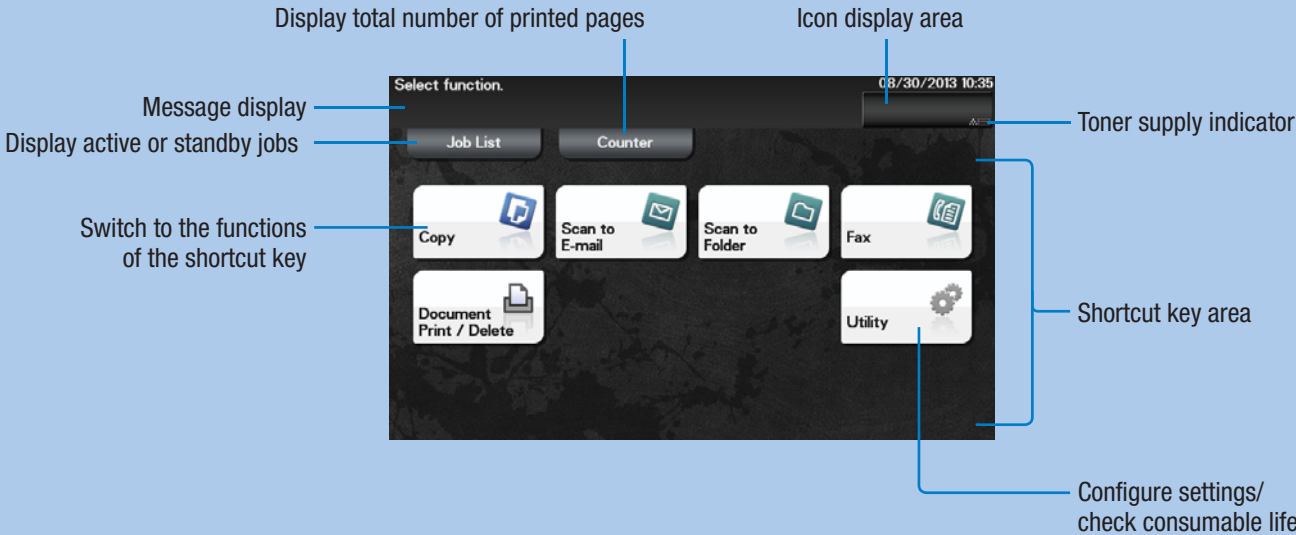 Display total number of printed pages
Icon display area
Select function.
08/30/2013 10:35
Message display
Toner supply indicator
Display active or standby jobs
Job List
Counter
Switch to the functions
of the shortcut key
Copy
Scan to
E-mail
Scan to
Folder
Fax
Document
Print / Delete
Utility
Shortcut key area
Configure settings/
check consumable life